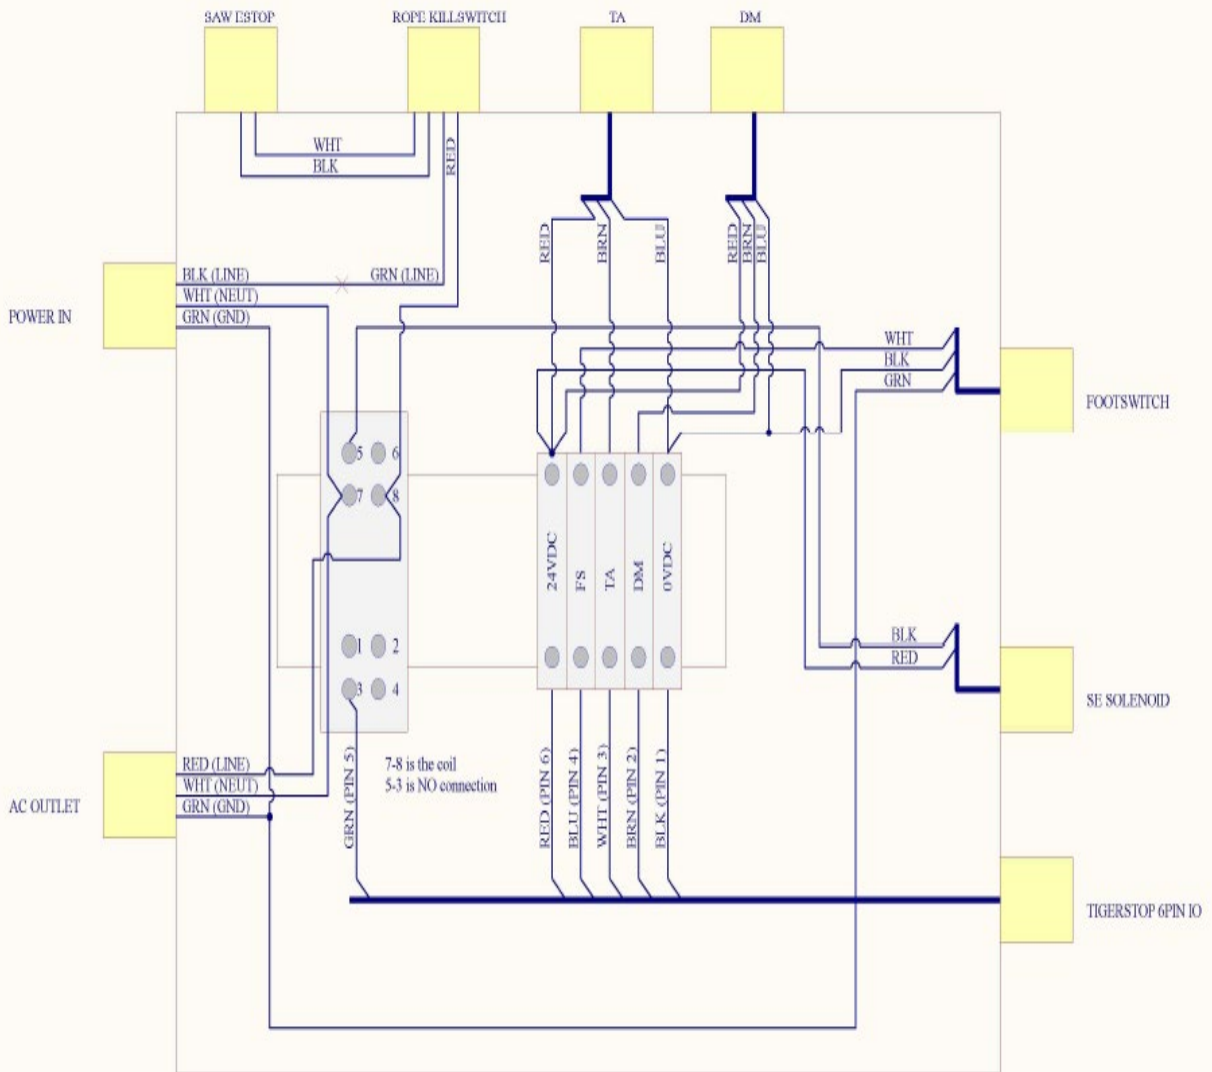 SAW ESTOP
ROPE KILLSWITCH
TA
DM
WHT
BLK
RED
RED
BRN
BLU
RED
BRN
BLU
BLK (LINE)
GRN (LINE)
WHT (NEUT)
GRN (GND)
POWER IN
WHT
BLK
GRN
FOOTSWITCH
5 6
7 8
24VDC
FS
TA
DM
0VDC
1 2
3 4
BLK
RED
SE SOLENOID
RED (LINE)
WHT (NEUT)
GRN (GND)
AC OUTLET
GRN (PIN 5)
7-8 is the coil
5-3 is NO connection
RED (PIN 6)
BLU (PIN 4)
WHT (PIN 3)
BRN (PIN 2)
BLK (PIN 1)
TIGERSTOP 6PIN IO